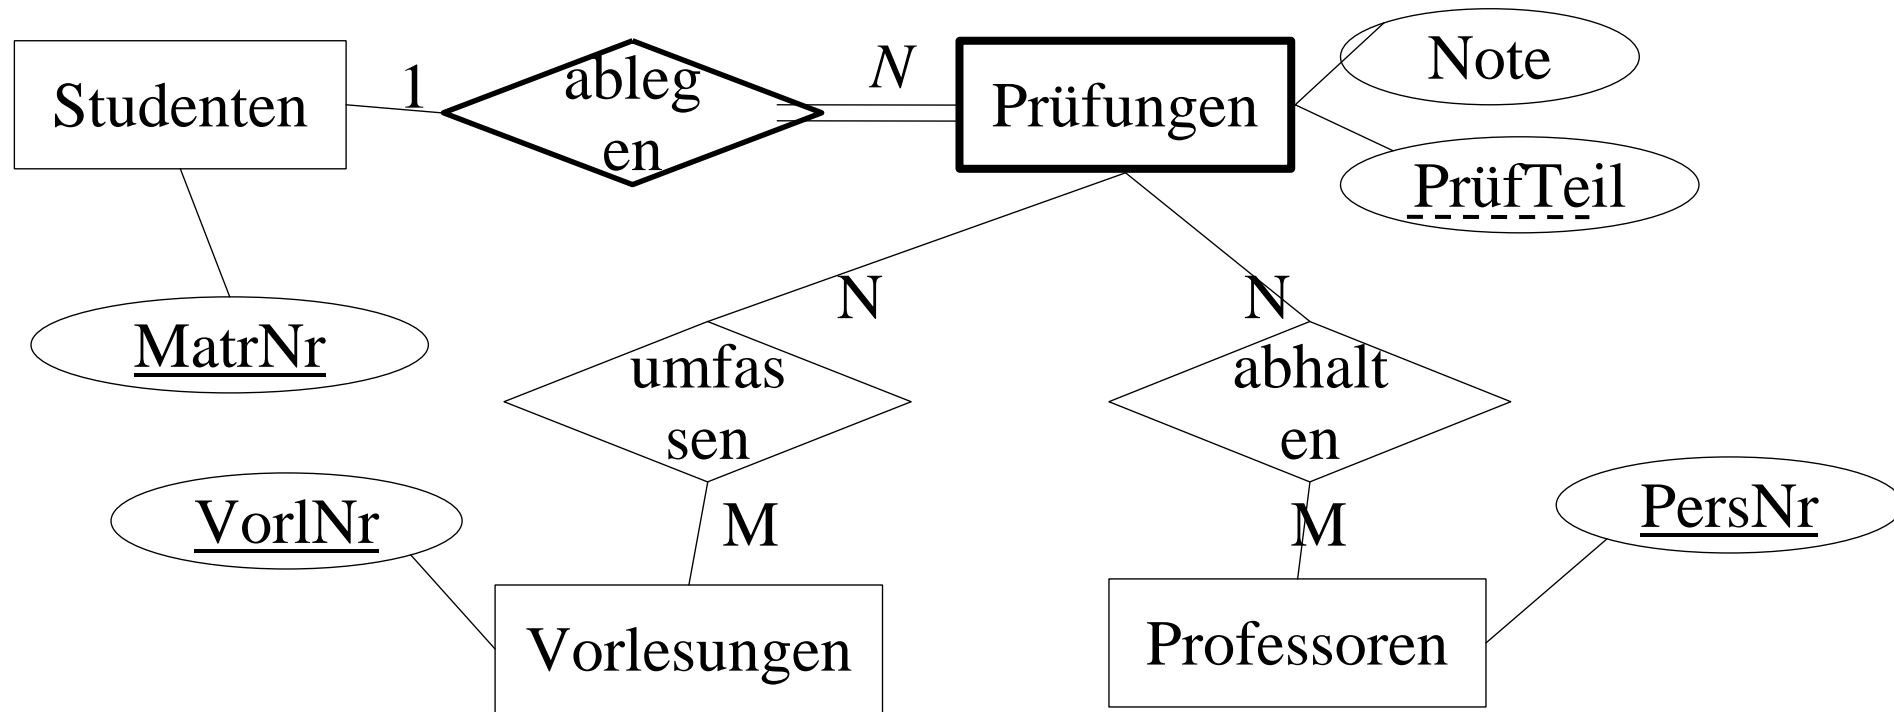 Studenten
1
ableg
en
N
Prüfungen
Note
PrüfTeil
MatrNr
N
N
umfas
sen
abhalt
en
VorlNr
M
M
PersNr
Vorlesungen
Professoren